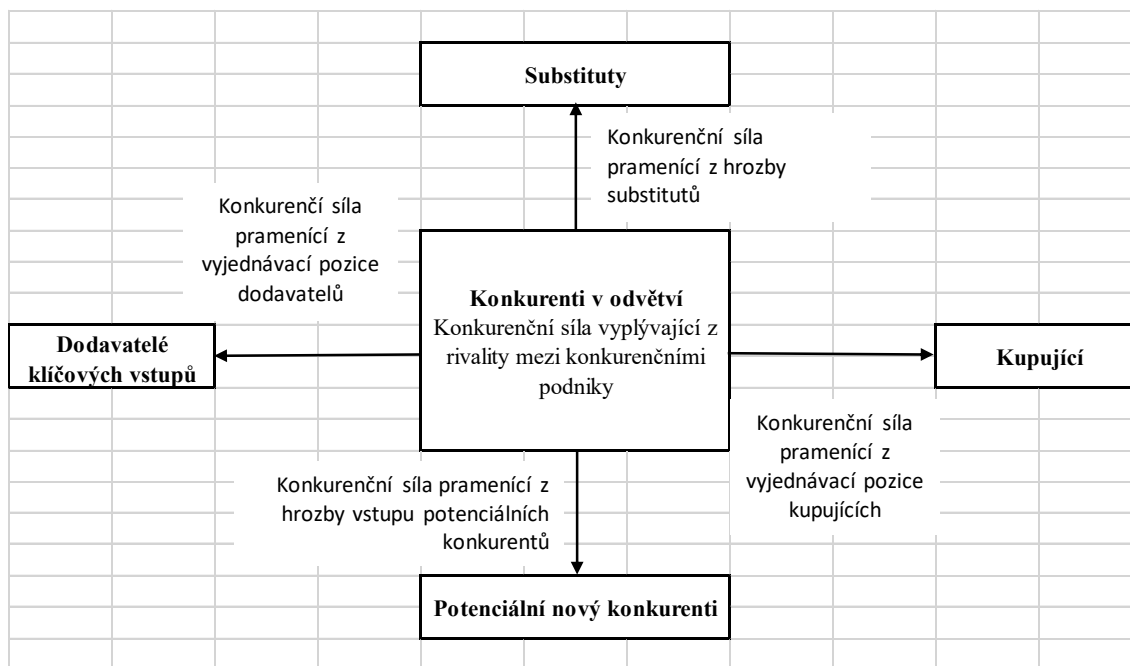 Substituty
Konkurenční síla
pramenící z hrozby
substitutů
Konkurenčí síla
pramenící z
vyjednávací pozice
dodavatelů
Konkurenti v odvětví
Konkurenční síla vyplývající z
rivality mezi konkurenčními
podniky
Dodavatelé
klíčových vstupů
Kupující
Konkurenční síla
pramenící z
vyjednávací pozice
kupujících
Konkurenční síla pramenící z
hrozby vstupu potenciálních
konkurentů
Potenciální nový konkurenti